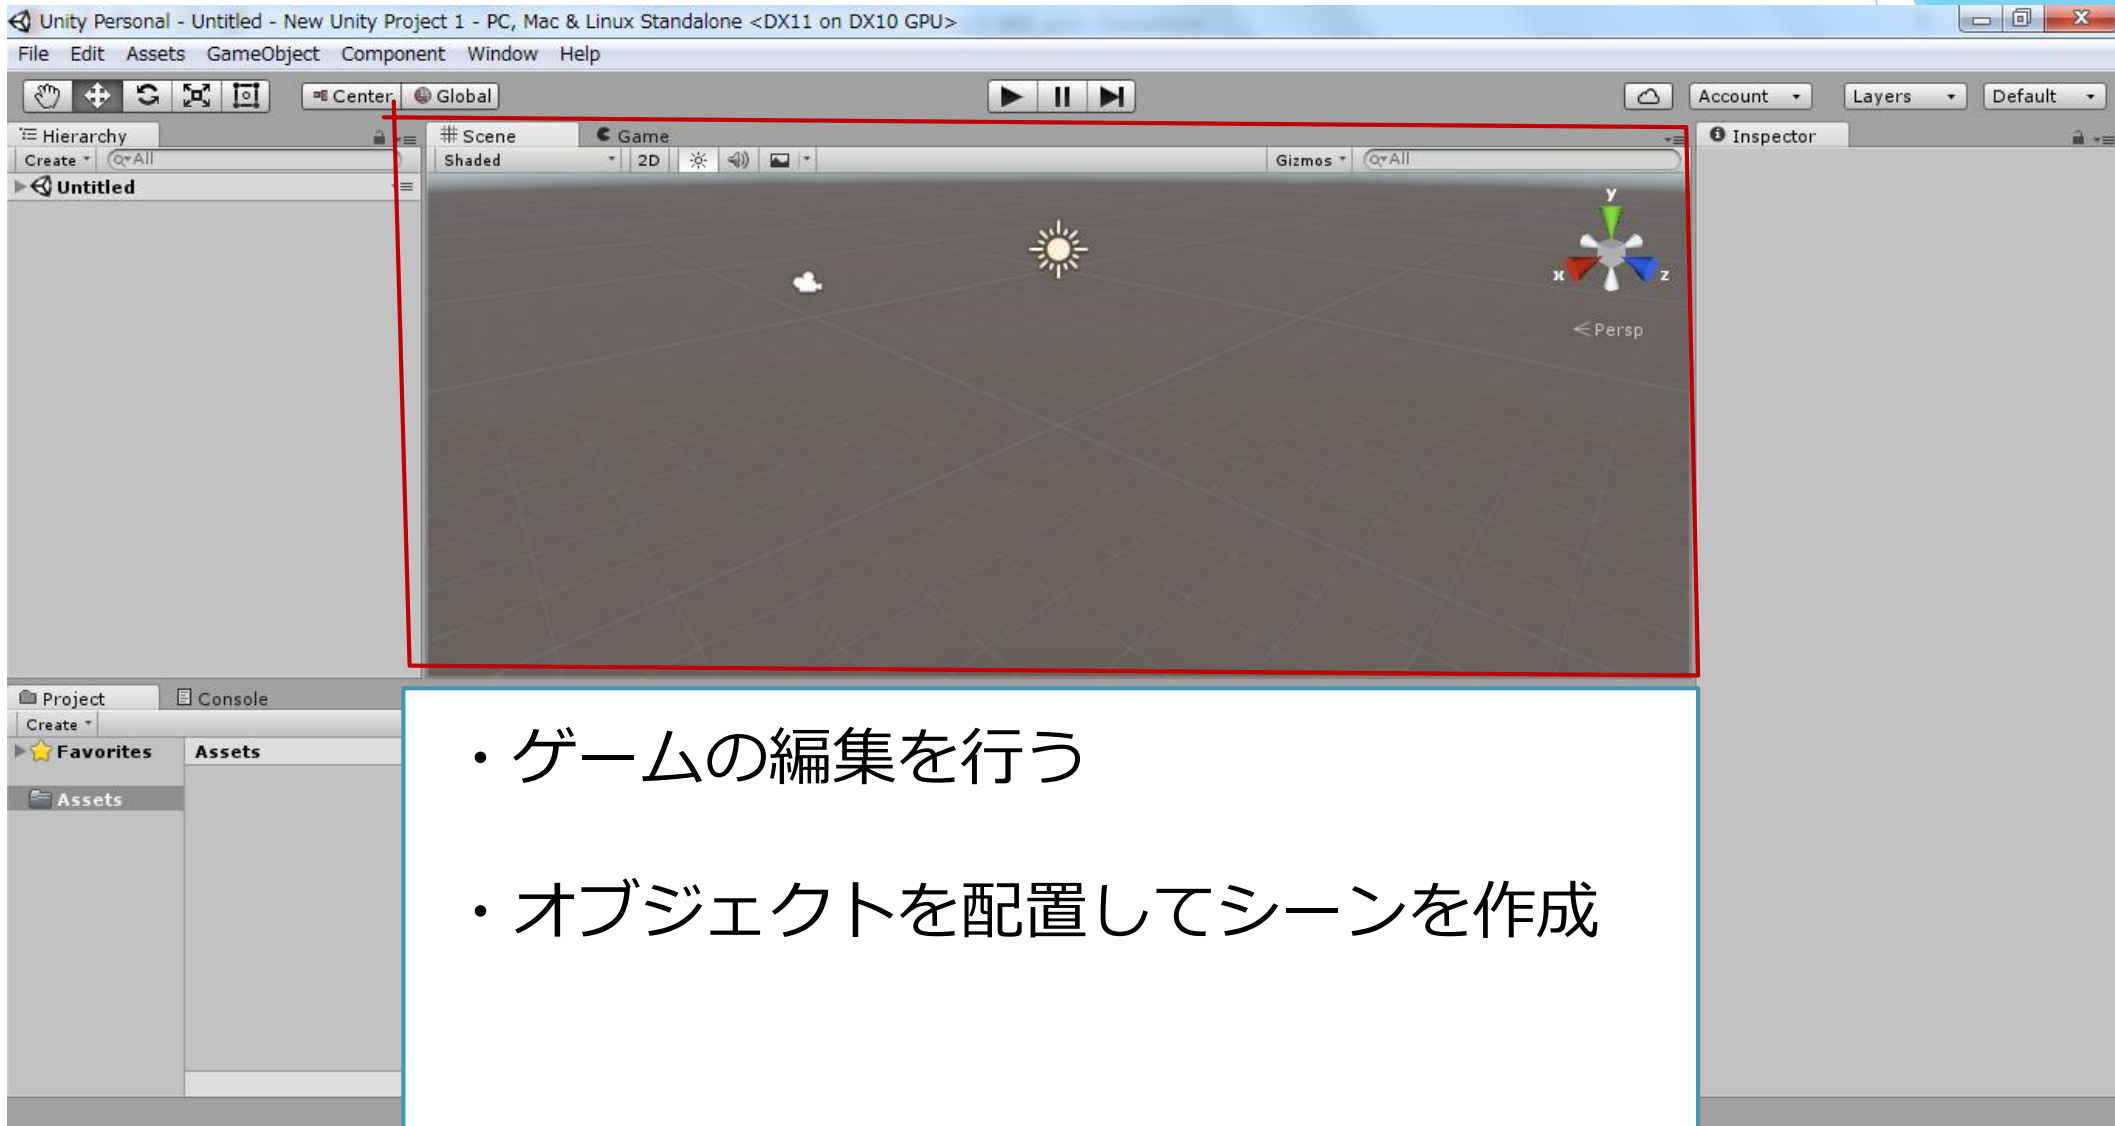 Unity Personal - Untitled - New Unity Project 1 - PC, Mac & Linux Standalone <DX11 on DX10 GPU>
File Edit Assets GameObject Component Window Help
Center Global Account Layers Default
Hierarchy Scene Game Inspector
Create All Shaded 2D Gizmos All
Untitled
y
x z
Persp
Project Console
Create
Favorites Assets
Assets
・ゲームの編集を行う
・オブジェクトを配置してシーンを作成